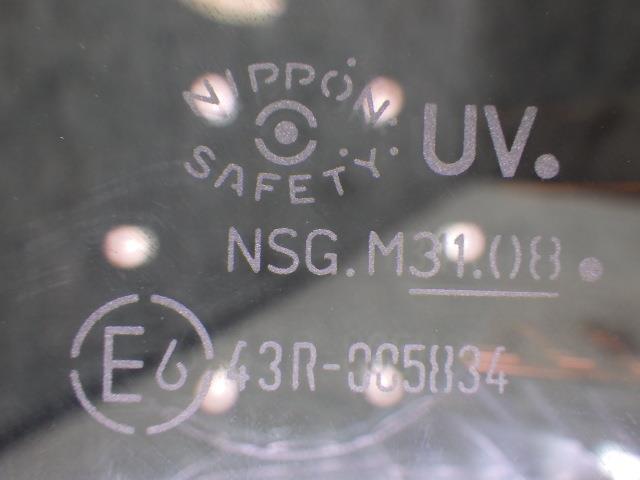 NIPPON
SAFETY
UV.
NSG.M31.08.
E6 43R-005834